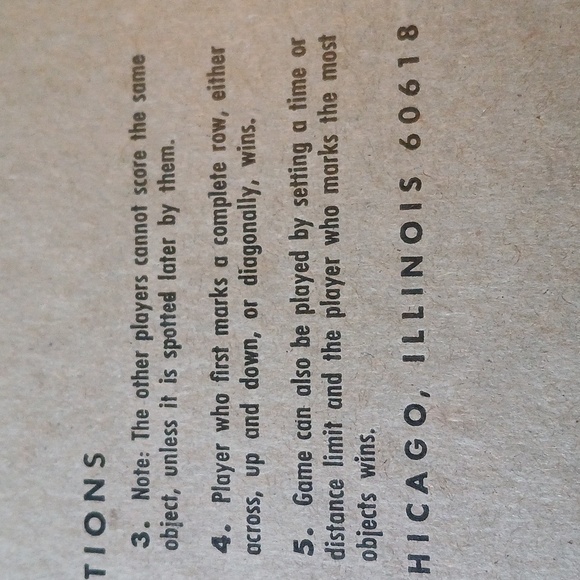 TIONS
3. Note: The other players cannot score the same
object, unless it is spotted later by them.
4. Player who first marks a complete row, either
across, up and down, or diagonally, wins.
5. Game can also be played by setting a time or
distance limit and the player who marks the most
objects wins.
HICAGO, ILLINOIS 60618